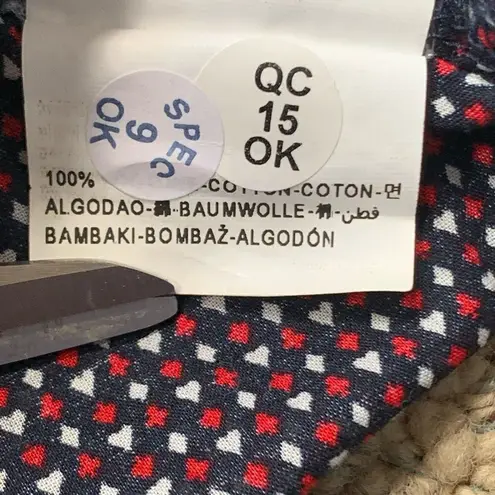 SPEC
9
OK
QC
15
OK
100% COTTON-COTON-면
ALGODAO-綿-BAUMWOLLE-棉-قطن
BAMBAKI-BOMBAŽ-ALGODÓN